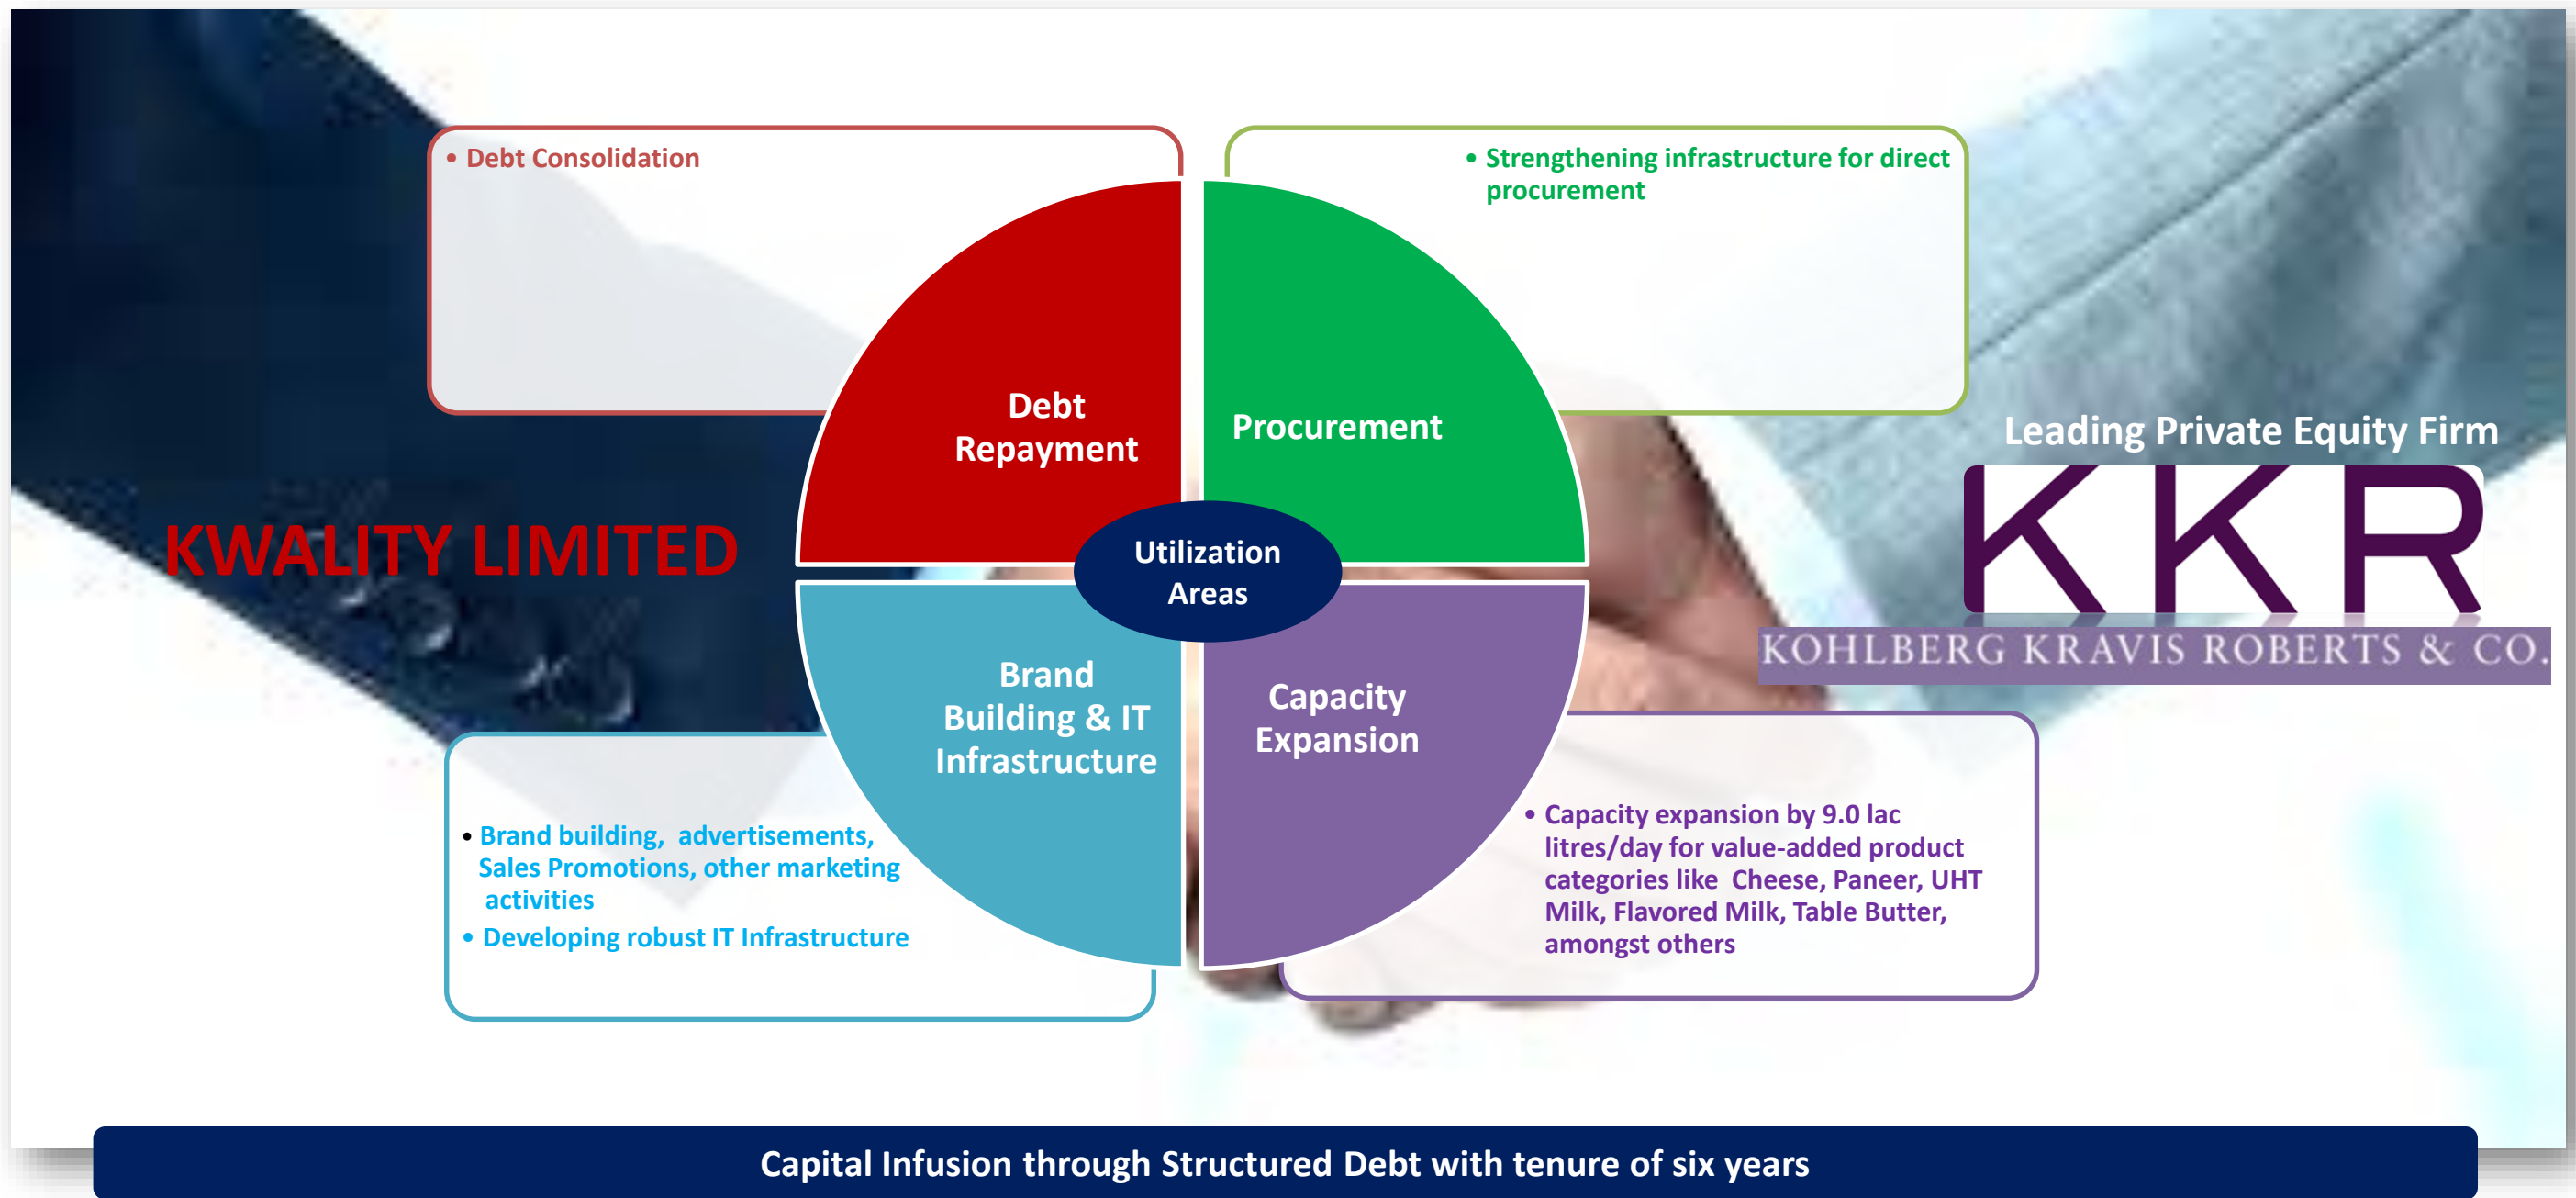 • Debt Consolidation
• Strengthening infrastructure for direct
procurement
Debt
Repayment
Procurement
Leading Private Equity Firm
KKR
KOHLBERG KRAVIS ROBERTS & CO.
KWALITY LIMITED
Utilization
Areas
Brand
Building & IT
Infrastructure
Capacity
Expansion
• Brand building, advertisements,
Sales Promotions, other marketing
activities
• Developing robust IT Infrastructure
• Capacity expansion by 9.0 lac
litres/day for value-added product
categories like Cheese, Paneer, UHT
Milk, Flavored Milk, Table Butter,
amongst others
Capital Infusion through Structured Debt with tenure of six years